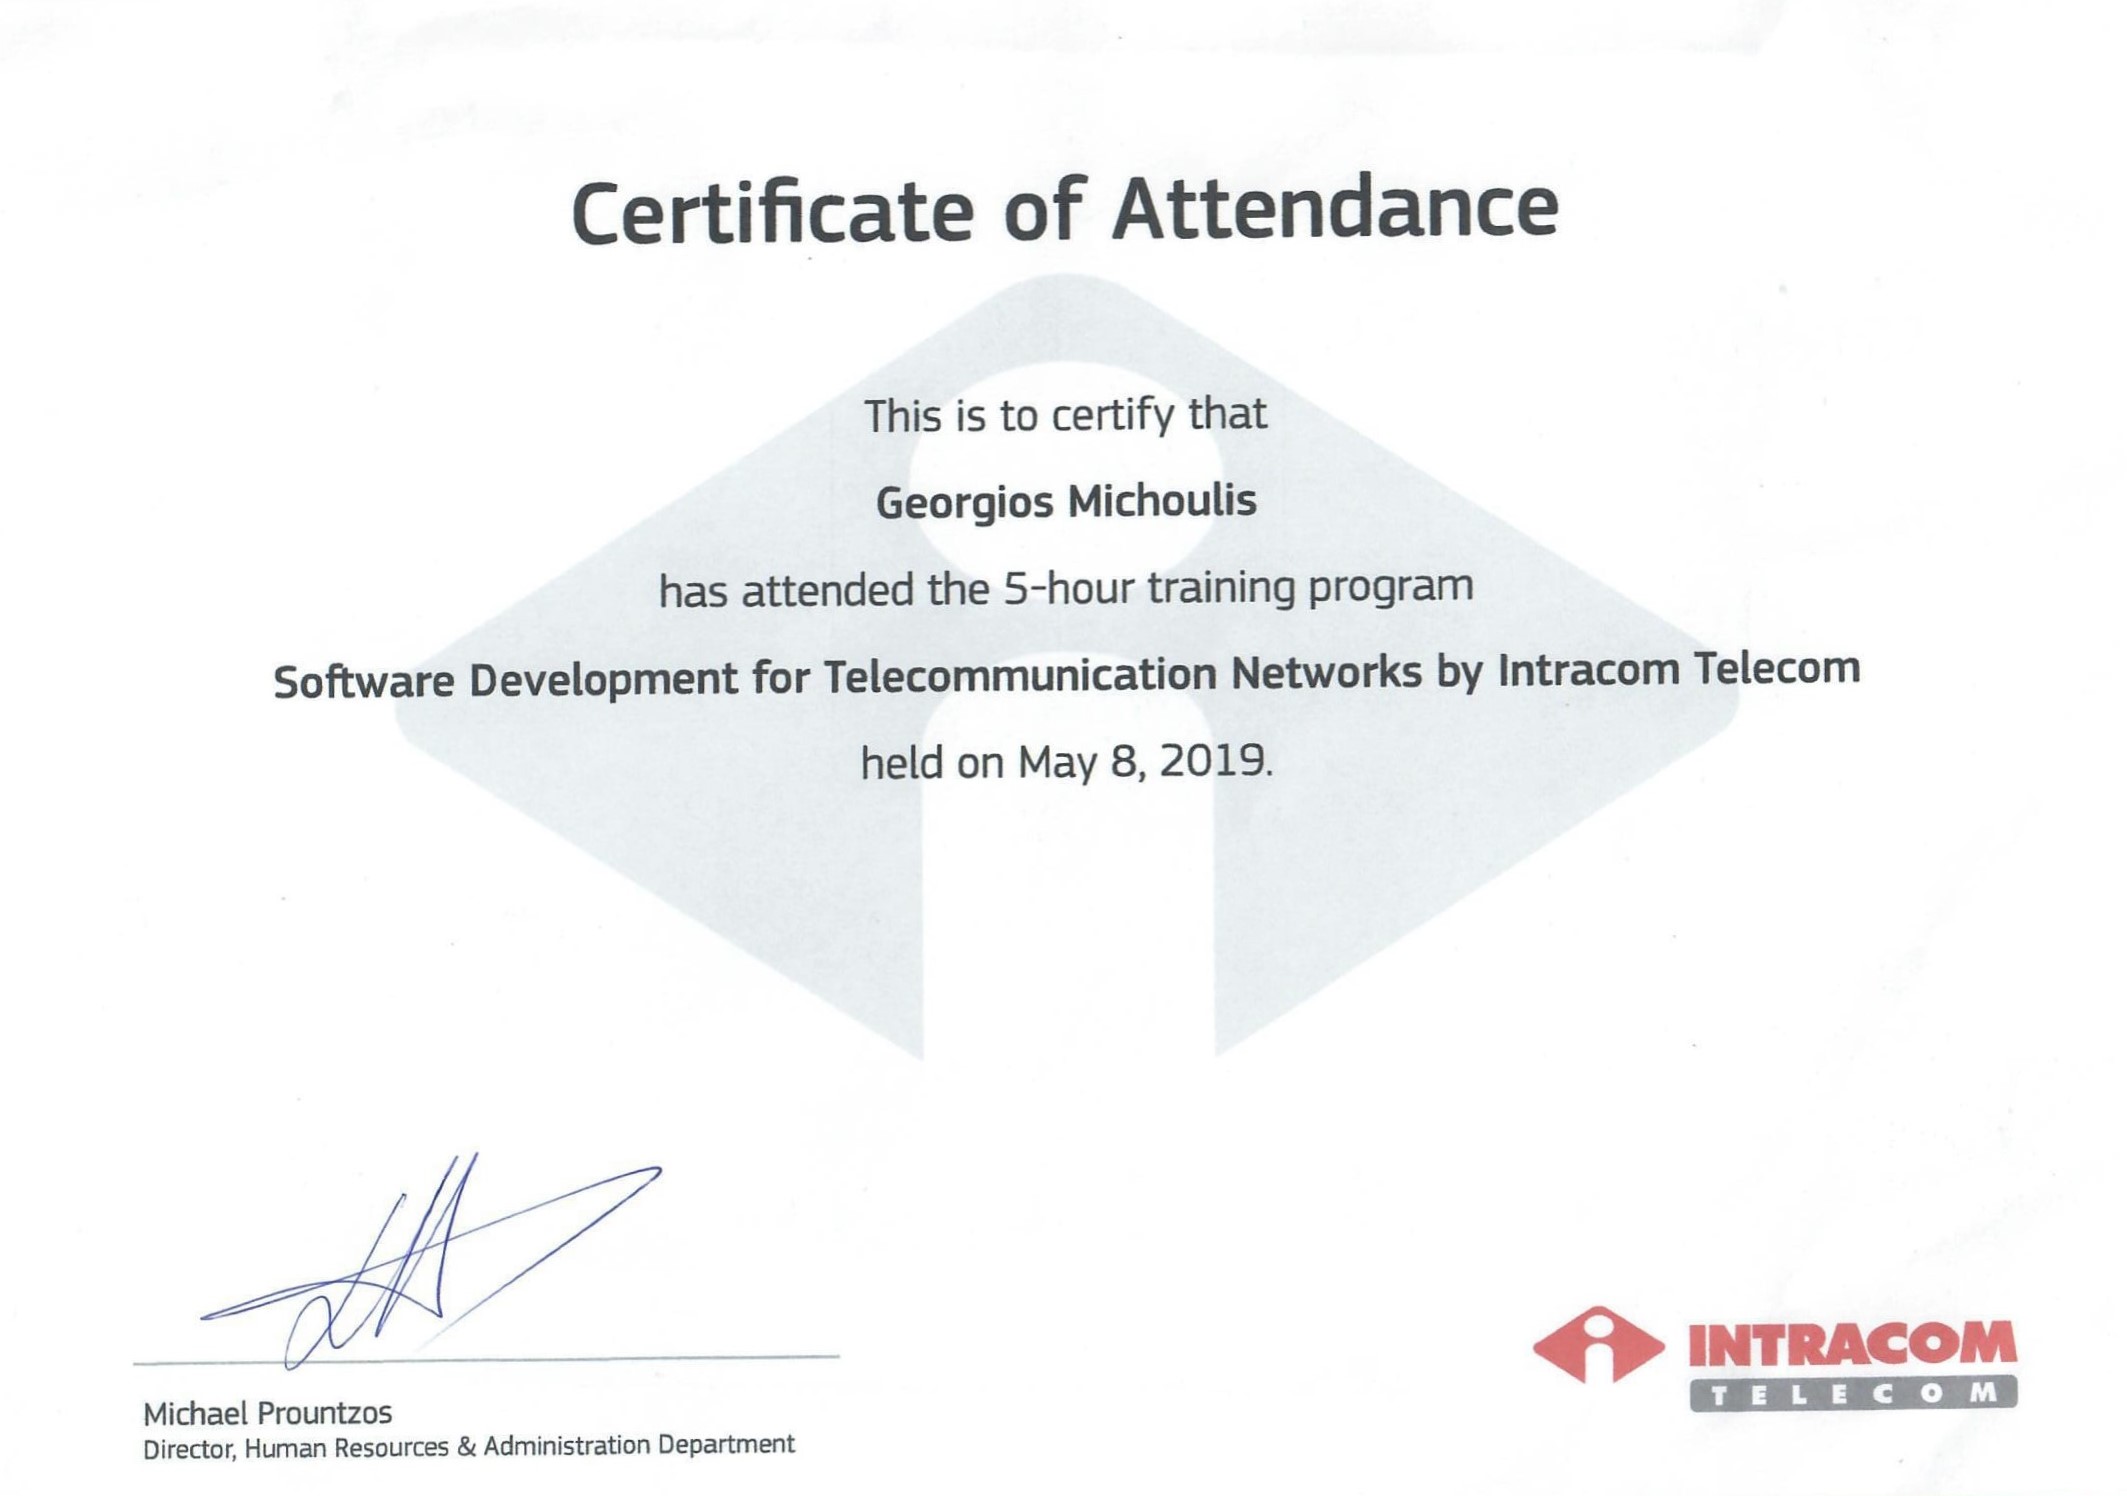 Certificate of Attendance
This is to certify that
Georgios Michoulis
has attended the 5-hour training program
Software Development for Telecommunication Networks by Intracom Telecom
held on May 8, 2019.
Michael Prountzos
Director, Human Resources & Administration Department
INTRACOM
TELECOM